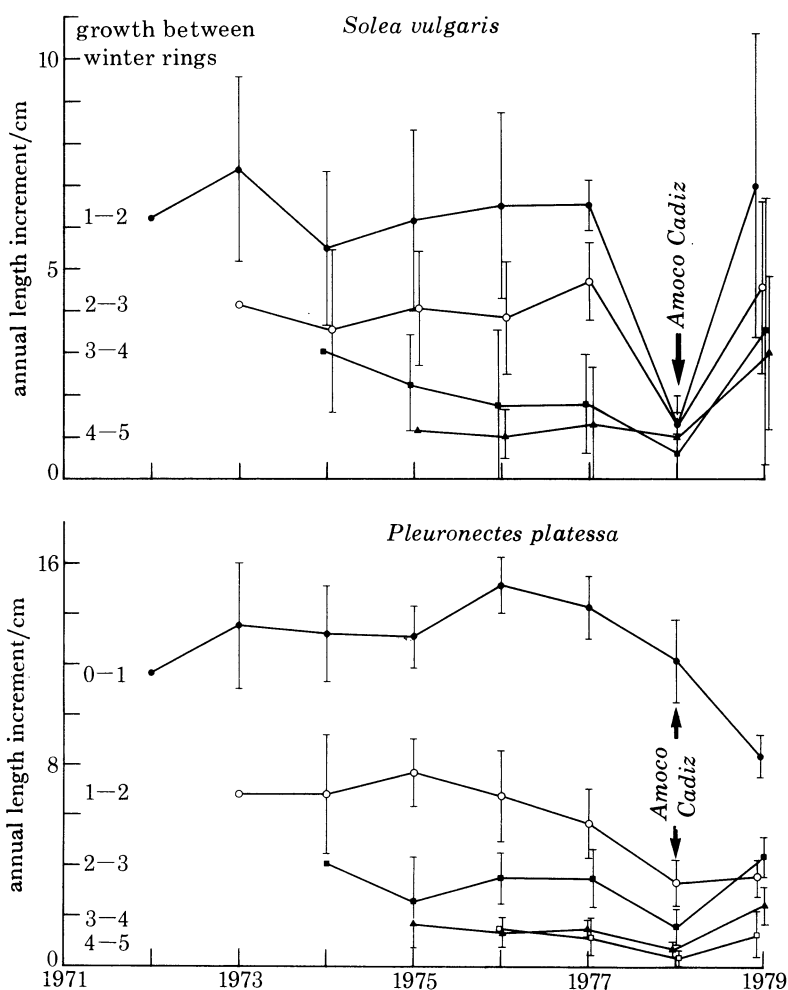 growth between
winter rings
Solea vulgaris
10
annual length increment/cm
1—2
5
2—3
3—4
4—5
0
Amoco Cadiz
Pleuronectes platessa
16
annual length increment/cm
0—1
8
1—2
2—3
3—4
4—5
0
Amoco
Cadiz
1971
1973
1975
1977
1979